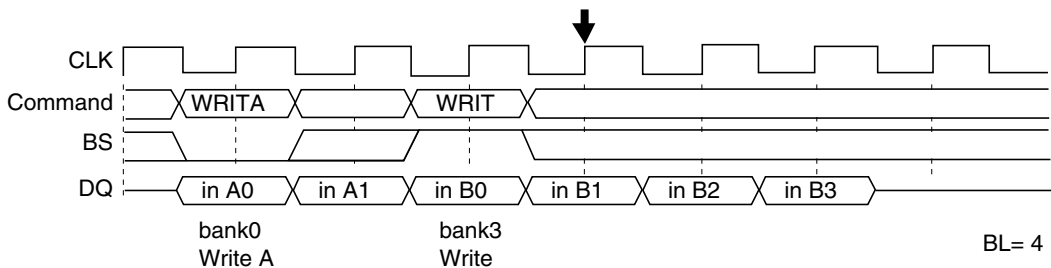 CLK
Command WRITA WRIT
BS
DQ in A0 in A1 in B0 in B1 in B2 in B3
bank0 bank3
Write A Write
BL= 4